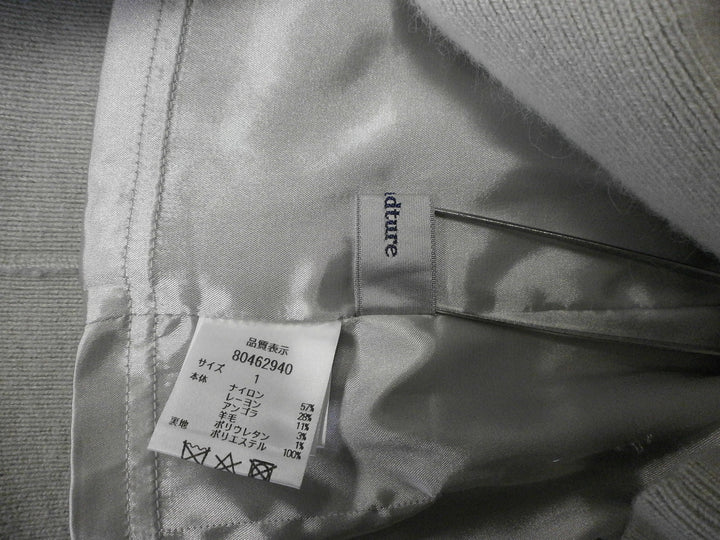 dture
品質表示
80462940
サイズ 1
本体 ナイロン 57%
レーヨン 28%
アンゴラ 11%
羊毛 3%
ポリウレタン 1%
裏地 ポリエステル 100%